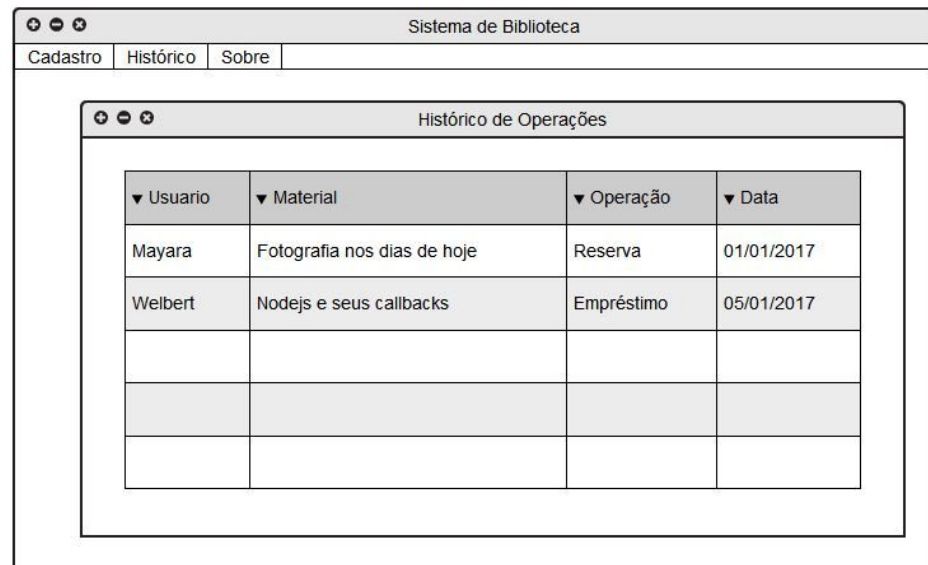 Sistema de Biblioteca
Cadastro Histórico Sobre
Histórico de Operações
▼ Usuario ▼ Material ▼ Operação ▼ Data
Mayara Fotografia nos dias de hoje Reserva 01/01/2017
Welbert Nodejs e seus callbacks Empréstimo 05/01/2017